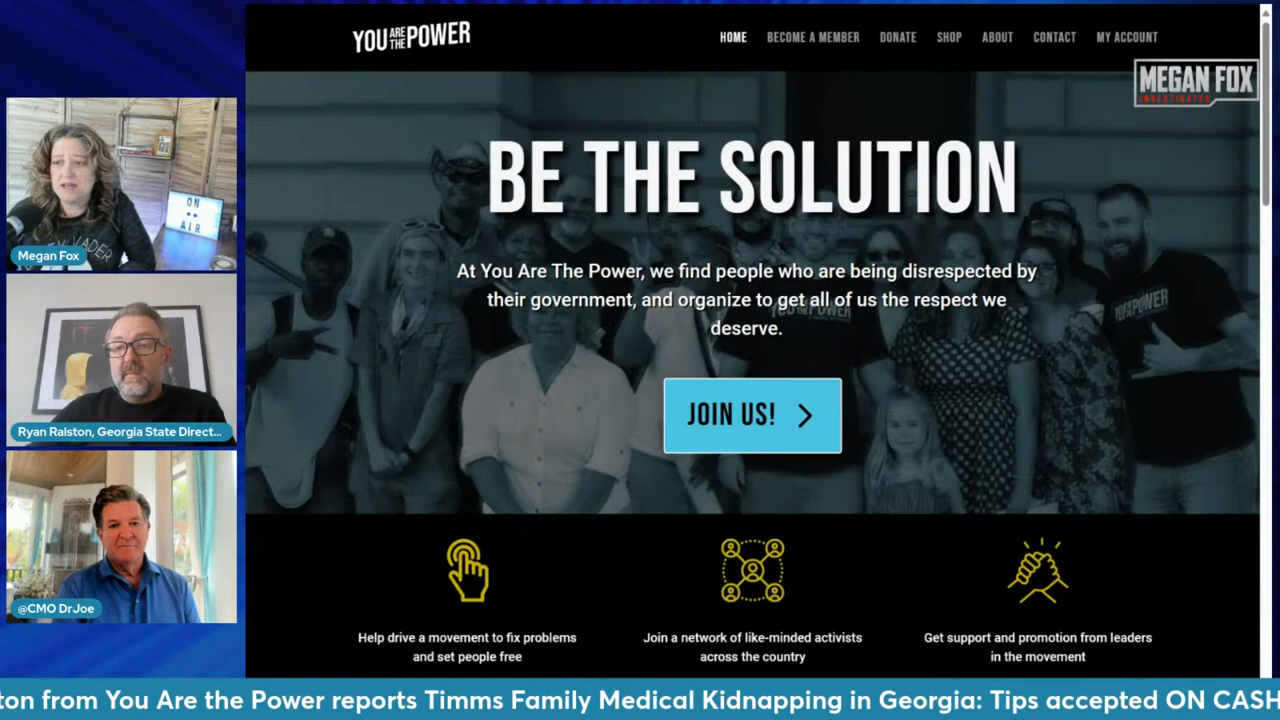 YOU ARE THE POWER
HOME BECOME A MEMBER DONATE SHOP ABOUT CONTACT MY ACCOUNT
MEGAN FOX
INVESTIGATES
BE THE SOLUTION
At You Are The Power, we find people who are being disrespected by
their government, and organize to get all of us the respect we
deserve.
JOIN US!
Help drive a movement to fix problems
and set people free
Join a network of like-minded activists
across the country
Get support and promotion from leaders
in the movement
ON
AIR
Megan Fox
Ryan Ralston, Georgia State Direct...
@CMO DrJoe
ton from You Are the Power reports Timms Family Medical Kidnapping in Georgia: Tips accepted ON CASH